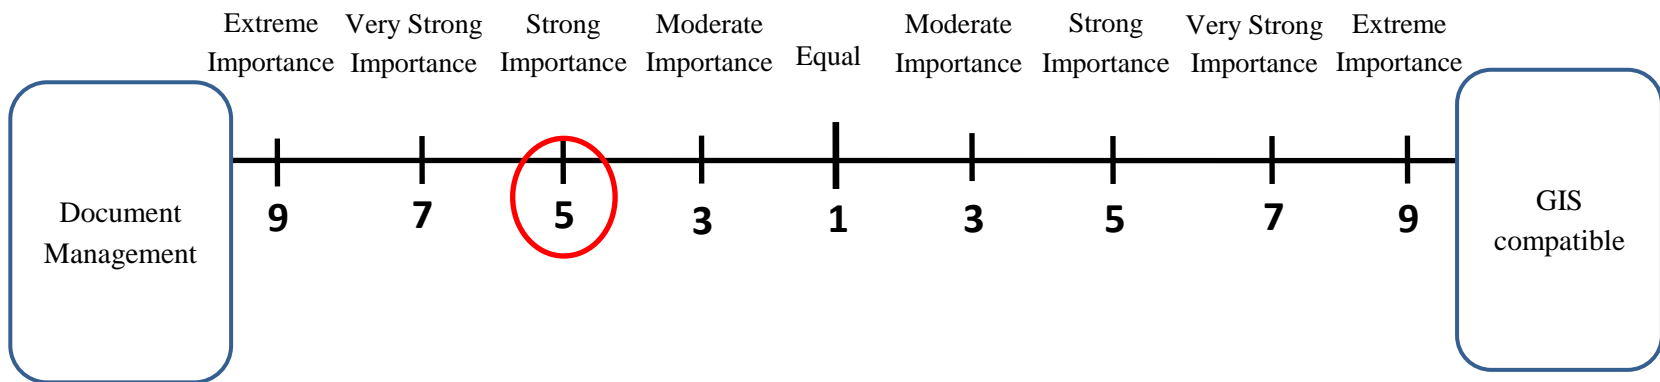 Extreme Importance
Very Strong Importance
Strong Importance
Moderate Importance
Equal
Moderate Importance
Strong Importance
Very Strong Importance
Extreme Importance
Document
Management
9 7 5 3 1 3 5 7 9
GIS
compatible